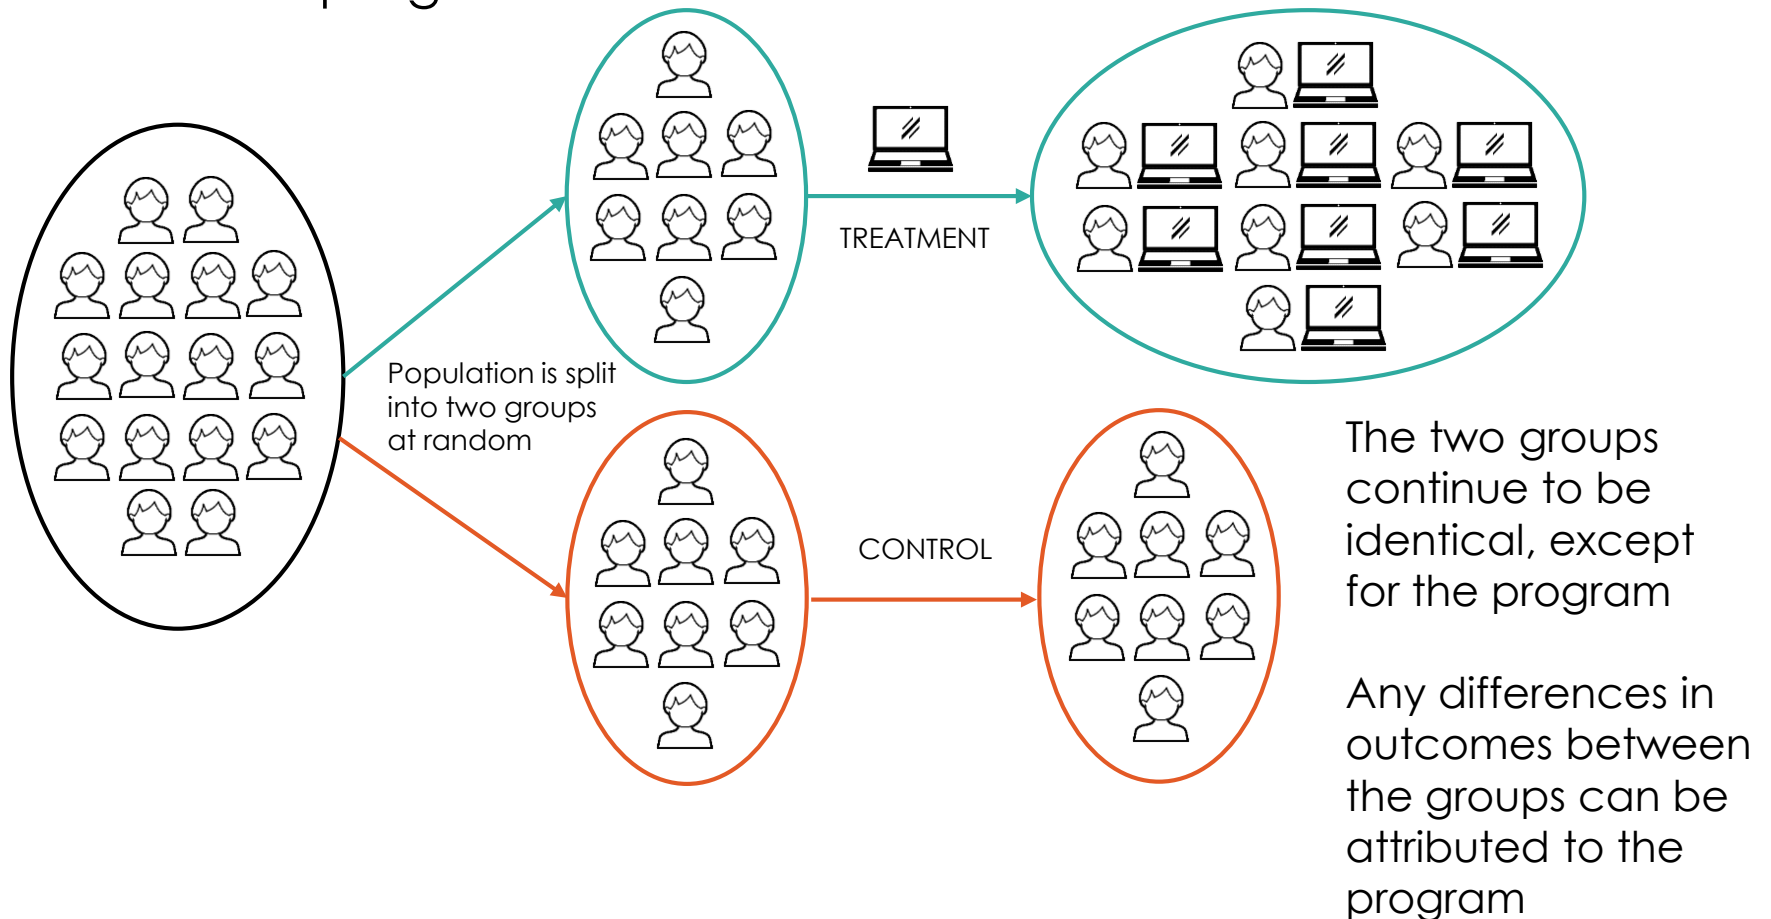 Population is split
into two groups
at random
TREATMENT
CONTROL
The two groups
continue to be
identical, except
for the program
Any differences in
outcomes between
the groups can be
attributed to the
program